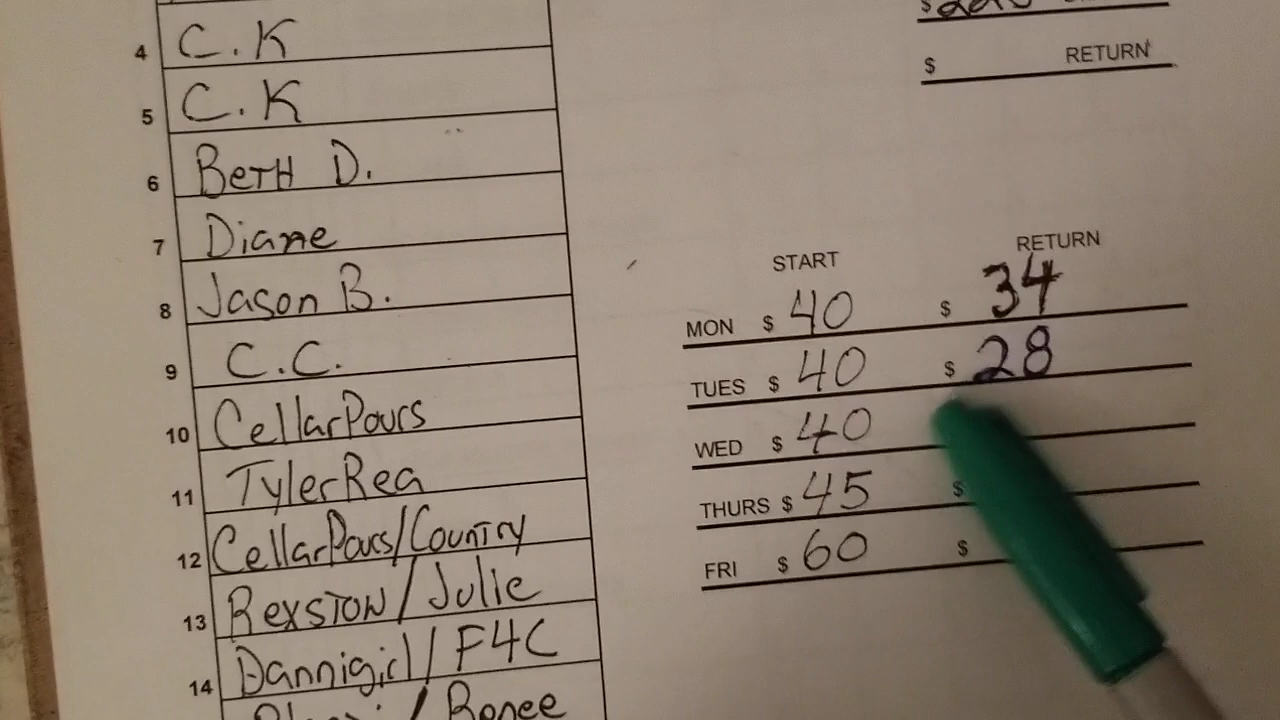 $
$ RETURN
4 C.K
5 C.K
6 BeTH D.
7 Diane
8 Jason B.
9 C.C.
10 CellarPours
11 TylerRea
12 CellarPours/Country
13 Rexston/Julie
14 Dannigirl/F4C
/ Renee
START RETURN
MON $ 40 $ 34
TUES $ 40 $ 28
WED $ 40
THURS $ 45 $
FRI $ 60 $